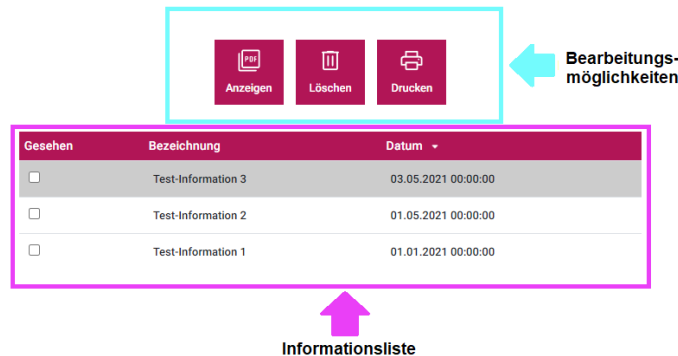 PDF
Anzeigen Löschen Drucken
Bearbeitungs-
möglichkeiten
Gesehen Bezeichnung Datum
Test-Information 3 03.05.2021 00:00:00
Test-Information 2 01.05.2021 00:00:00
Test-Information 1 01.01.2021 00:00:00
Informationsliste